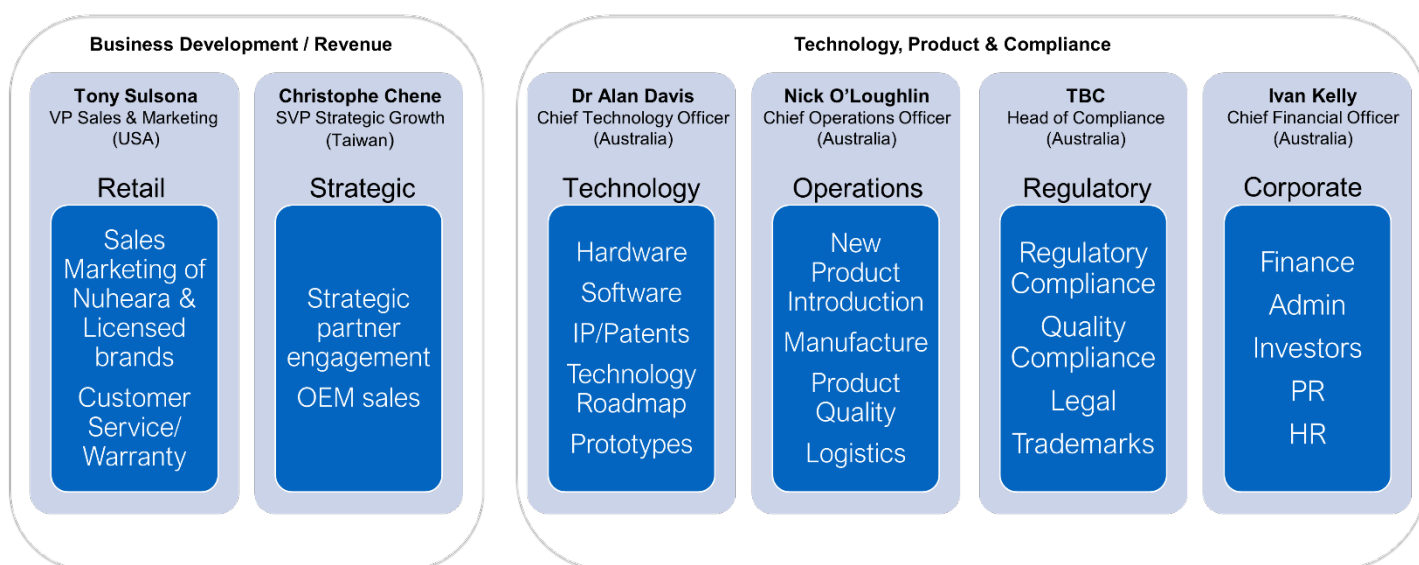 Business Development / Revenue
Tony Sulsona
VP Sales & Marketing
(USA)
Retail
Sales
Marketing of
Nuheara &
Licensed
brands
Customer
Service/
Warranty
Christophe Chene
SVP Strategic Growth
(Taiwan)
Strategic
Strategic
partner
engagement
OEM sales
Technology, Product & Compliance
Dr Alan Davis
Chief Technology Officer
(Australia)
Technology
Hardware
Software
IP/Patents
Technology
Roadmap
Prototypes
Nick O’Loughlin
Chief Operations Officer
(Australia)
Operations
New
Product
Introduction
Manufacture
Product
Quality
Logistics
TBC
Head of Compliance
(Australia)
Regulatory
Regulatory
Compliance
Quality
Compliance
Legal
Trademarks
Ivan Kelly
Chief Financial Officer
(Australia)
Corporate
Finance
Admin
Investors
PR
HR